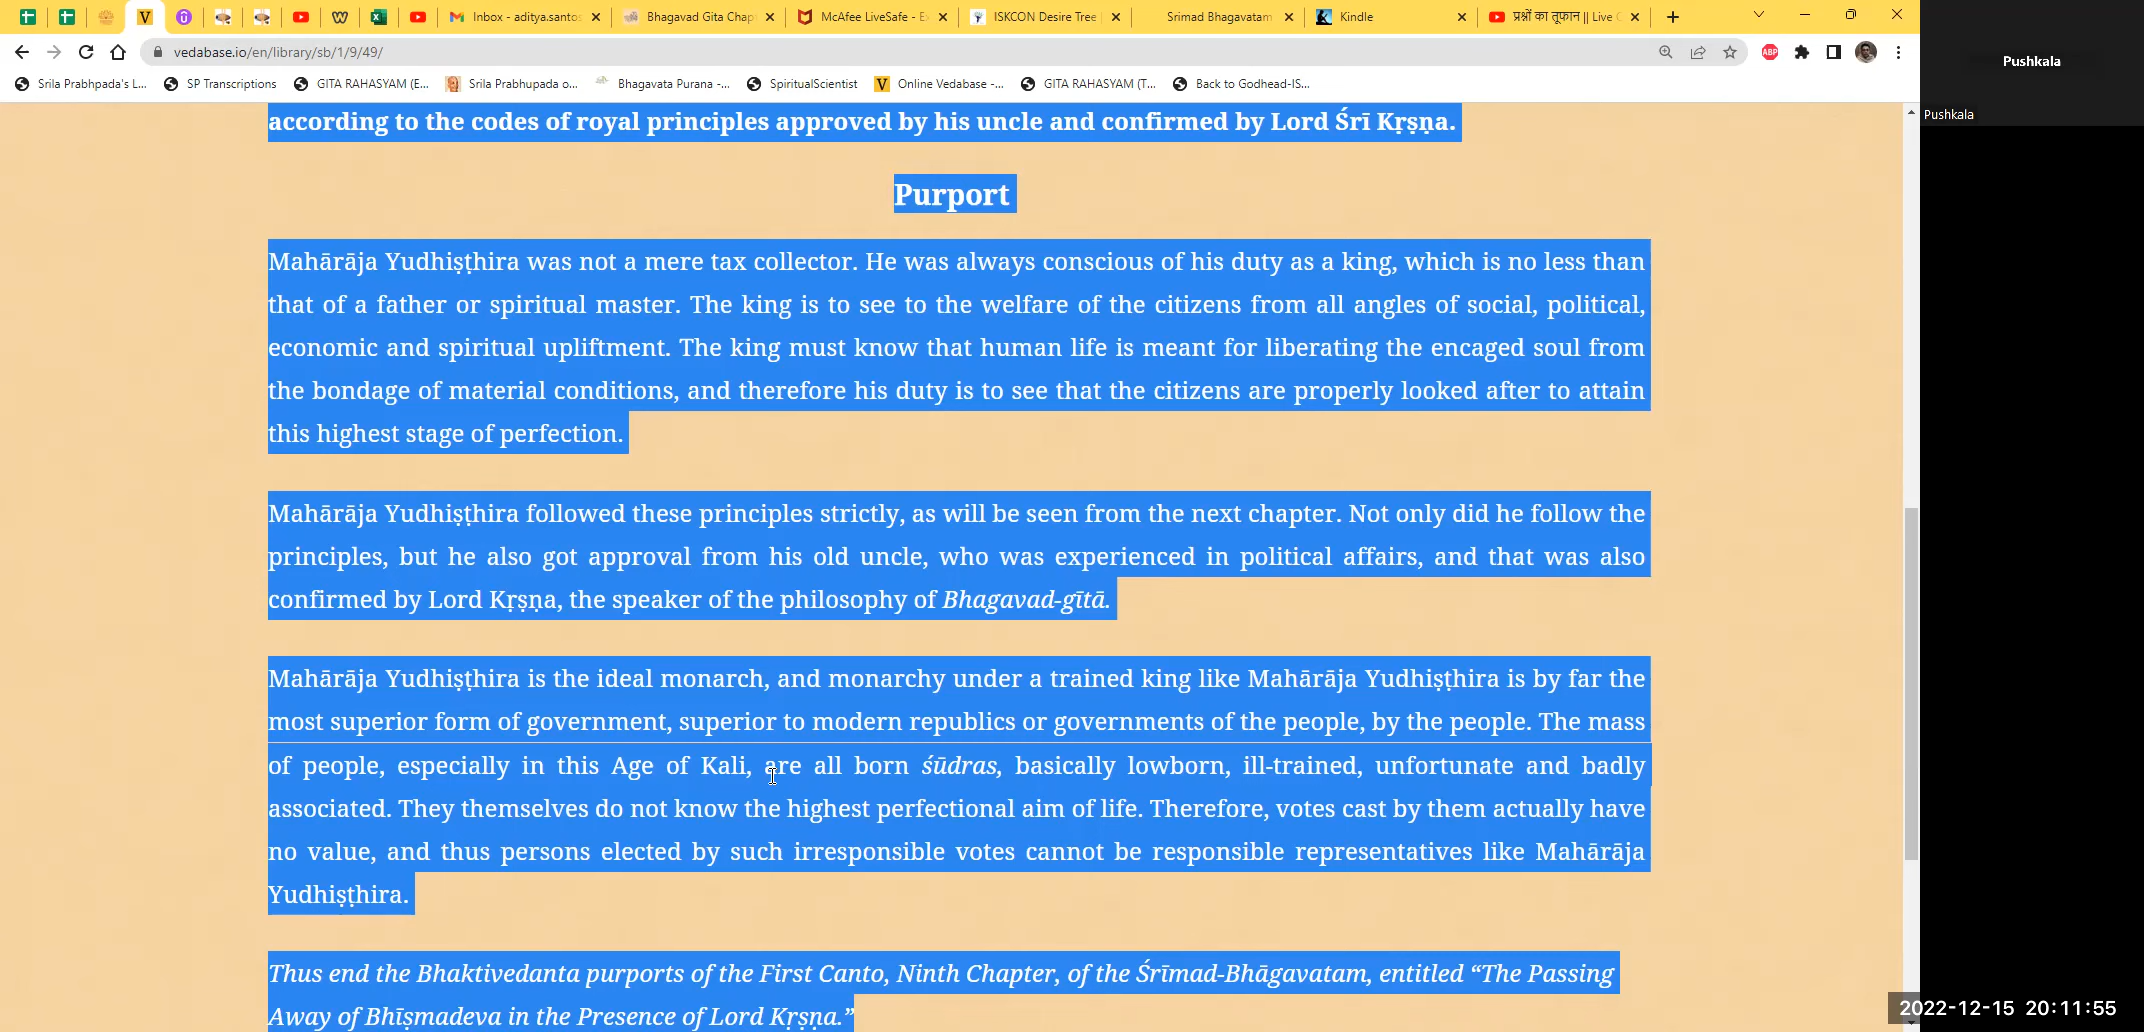 Inbox - aditya.santos
Bhagavad Gita Chap
McAfee LiveSafe - E
ISKCON Desire Tree
Srimad Bhagavatam
Kindle
प्रश्नों का तूफान || Live
vedabase.io/en/library/sb/1/9/49/
ABP
Srila Prabhpada's L...
SP Transcriptions
GITA RAHASYAM (E...
Srila Prabhupada o...
Bhagavata Purana -...
SpiritualScientist
Online Vedabase -...
GITA RAHASYAM (T...
Back to Godhead-IS...
according to the codes of royal principles approved by his uncle and confirmed by Lord Śrī Kṛṣṇa.
Purport
Mahārāja Yudhiṣṭhira was not a mere tax collector. He was always conscious of his duty as a king, which is no less than
that of a father or spiritual master. The king is to see to the welfare of the citizens from all angles of social, political,
economic and spiritual upliftment. The king must know that human life is meant for liberating the encaged soul from
the bondage of material conditions, and therefore his duty is to see that the citizens are properly looked after to attain
this highest stage of perfection.
Mahārāja Yudhiṣṭhira followed these principles strictly, as will be seen from the next chapter. Not only did he follow the
principles, but he also got approval from his old uncle, who was experienced in political affairs, and that was also
confirmed by Lord Kṛṣṇa, the speaker of the philosophy of Bhagavad-gītā.
Mahārāja Yudhiṣṭhira is the ideal monarch, and monarchy under a trained king like Mahārāja Yudhiṣṭhira is by far the
most superior form of government, superior to modern republics or governments of the people, by the people. The mass
of people, especially in this Age of Kali, are all born śūdras, basically lowborn, ill-trained, unfortunate and badly
associated. They themselves do not know the highest perfectional aim of life. Therefore, votes cast by them actually have
no value, and thus persons elected by such irresponsible votes cannot be responsible representatives like Mahārāja
Yudhiṣṭhira.
Thus end the Bhaktivedanta purports of the First Canto, Ninth Chapter, of the Śrīmad-Bhāgavatam, entitled “The Passing
Away of Bhīṣmadeva in the Presence of Lord Kṛṣṇa.”
Pushkala
Pushkala
2022-12-15 20:11:55